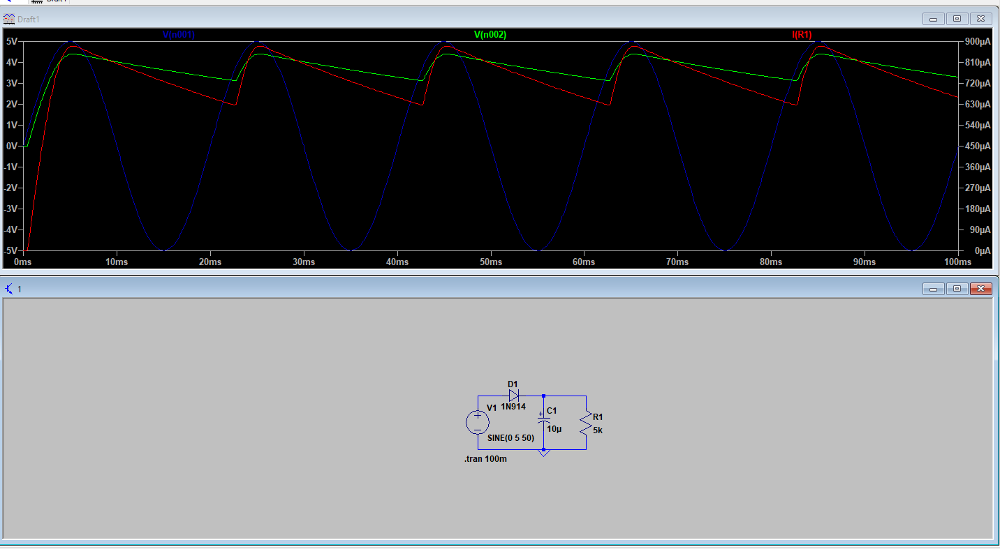 Draft1
Draft1
V(n001) V(n002) I(R1)
5V 900µA
4V 810µA
3V 720µA
2V 630µA
1V 540µA
0V 450µA
-1V 360µA
-2V 270µA
-3V 180µA
-4V 90µA
-5V 0µA
0ms 10ms 20ms 30ms 40ms 50ms 60ms 70ms 80ms 90ms 100ms
1
D1
V1 1N914 C1
R1
10µ 5k
SINE(0 5 50)
.tran 100m